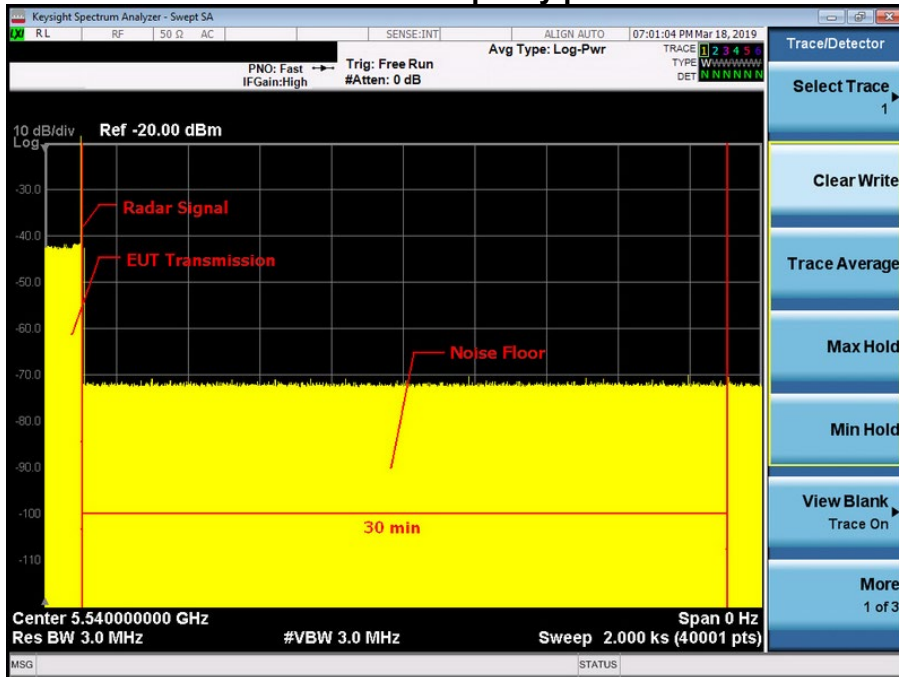 Keysight Spectrum Analyzer - Swept SA
LXI RL RF 50 Ω AC SENSE:INT ALIGN AUTO 07:01:04 PM Mar 18, 2019
Avg Type: Log-Pwr
TRACE 1 2 3 4 5 6
TYPE WWWWWW
DET N N N N N N
PNO: Fast
IFGain:High
Trig: Free Run
#Atten: 0 dB
10 dB/div Ref -20.00 dBm
Log
-30.0
-40.0
-50.0
-60.0
-70.0
-80.0
-90.0
-100
-110
Radar Signal
EUT Transmission
Noise Floor
30 min
Center 5.540000000 GHz Span 0 Hz
Res BW 3.0 MHz #VBW 3.0 MHz Sweep 2.000 ks (40001 pts)
MSG STATUS
Trace/Detector
Select Trace
1
Clear Write
Trace Average
Max Hold
Min Hold
View Blank
Trace On
More
1 of 3